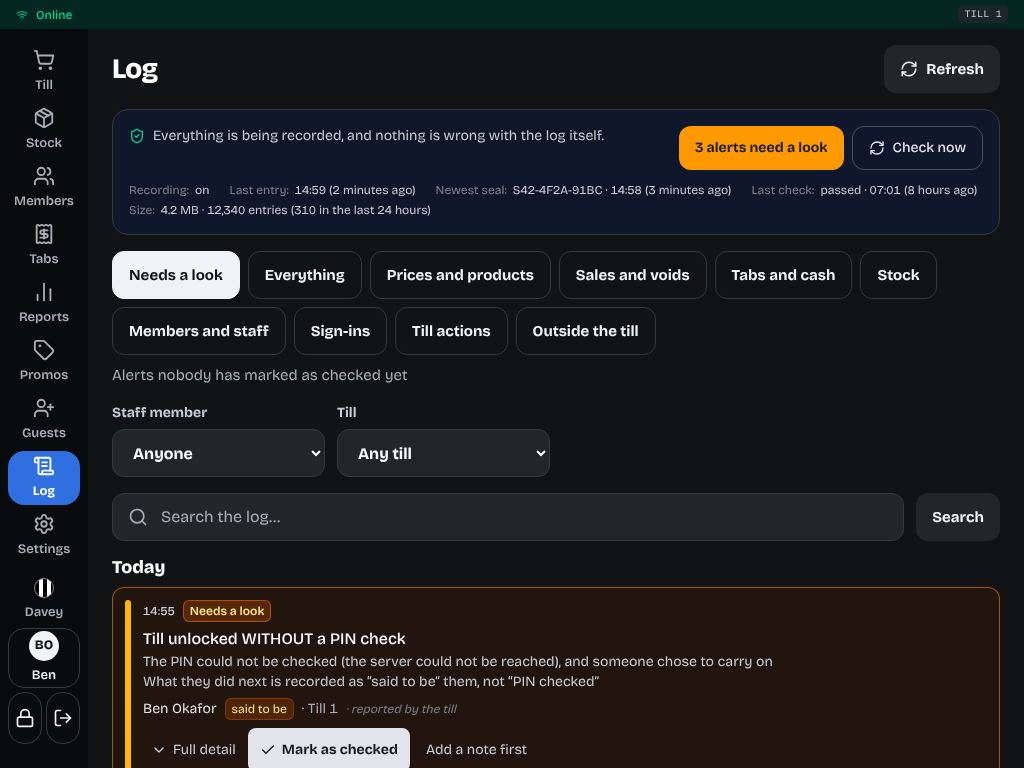 Online
TILL 1
Till
Stock
Members
Tabs
Reports
Promos
Guests
Log
Settings
Davey
BO
Ben
Log
Refresh
Everything is being recorded, and nothing is wrong with the log itself.
3 alerts need a look
Check now
Recording: on Last entry: 14:59 (2 minutes ago) Newest seal: S42-4F2A-91BC · 14:58 (3 minutes ago) Last check: passed · 07:01 (8 hours ago)
Size: 4.2 MB · 12,340 entries (310 in the last 24 hours)
Needs a look Everything Prices and products Sales and voids Tabs and cash Stock
Members and staff Sign-ins Till actions Outside the till
Alerts nobody has marked as checked yet
Staff member Till
Anyone Any till
Search the log... Search
Today
14:55 Needs a look
Till unlocked WITHOUT a PIN check
The PIN could not be checked (the server could not be reached), and someone chose to carry on
What they did next is recorded as “said to be” them, not “PIN checked”
Ben Okafor said to be · Till 1 · reported by the till
Full detail Mark as checked Add a note first